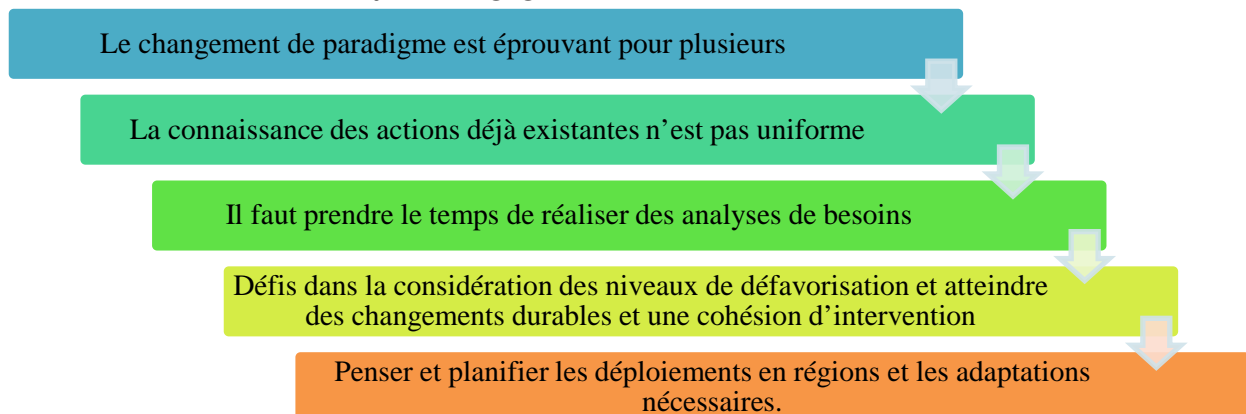 Le changement de paradigme est éprouvant pour plusieurs
La connaissance des actions déjà existantes n’est pas uniforme
Il faut prendre le temps de réaliser des analyses de besoins
Défis dans la considération des niveaux de défavorisation et atteindre
des changements durables et une cohésion d’intervention
Penser et planifier les déploiements en régions et les adaptations
nécessaires.